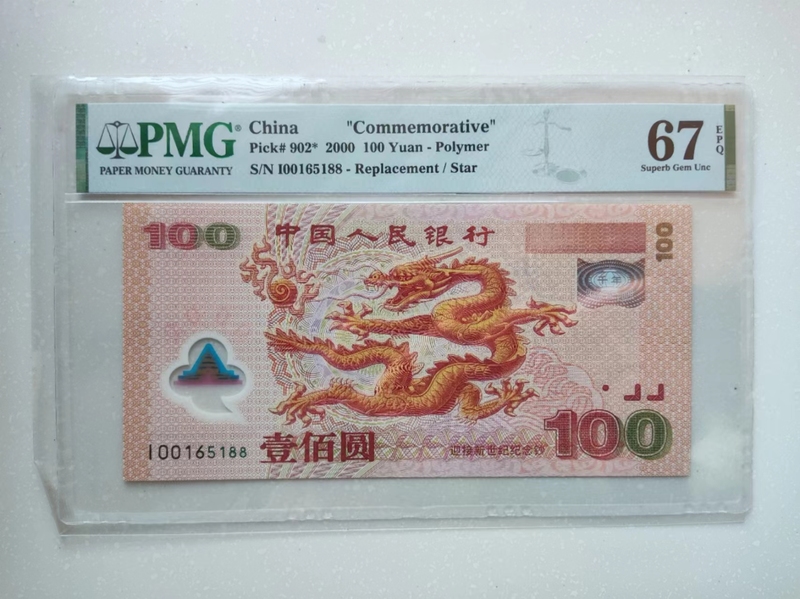 PMG
PAPER MONEY GUARANTY
China "Commemorative"
Pick# 902* 2000 100 Yuan - Polymer
S/N I00165188 - Replacement / Star
67
EPQ
Superb Gem Unc
100 中国人民银行
100
千年
I00165188
壹佰圆
迎接新世纪纪念钞
100